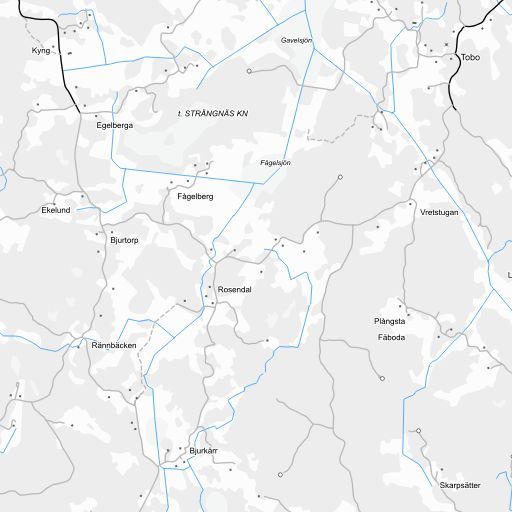 Gavelsjön
Kyng
Tobo
t. STRÄNGNÄS KN
Egelberga
Fågelsjön
Fågelberg
Ekelund
Vretstugan
Bjurtorp
L
Rosendal
Plångsta
Rännbäcken
Fäboda
Bjurkärr
Skarpsätter